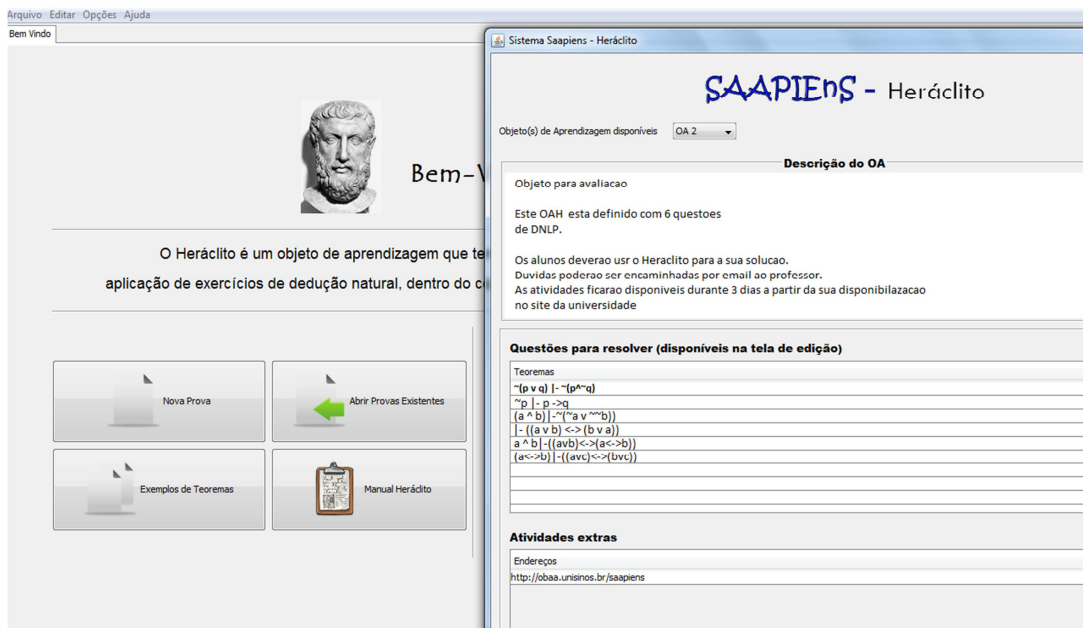 Arquivo Editar Opções Ajuda
Bem Vindo
Bem-V
O Heráclito é um objeto de aprendizagem que te
aplicação de exercícios de dedução natural, dentro do c
Nova Prova
Abrir Provas Existentes
Exemplos de Teoremas
Manual Heráclito
Sistema Saapiens - Heráclito
SAAPIEnS - Heráclito
Objeto(s) de Aprendizagem disponíveis OA 2
Descrição do OA
Objeto para avaliacao
Este OAH esta definido com 6 questoes
de DNLP.
Os alunos deverao usr o Heraclito para a sua solucao.
Duvidas poderao ser encaminhadas por email ao professor.
As atividades ficarao disponiveis durante 3 dias a partir da sua disponibilazacao
no site da universidade
Questões para resolver (disponíveis na tela de edição)
Teoremas
~(p v q) |- ~(p^~q)
~p |- p ->q
(a ^ b)|-~(~a v ~~b))
|- ((a v b) <-> (b v a))
a ^ b|-((avb)<->(a<->b))
(a<->b)|-((avc)<->(bvc))
Atividades extras
Endereços
http://obaa.unisinos.br/saapiens